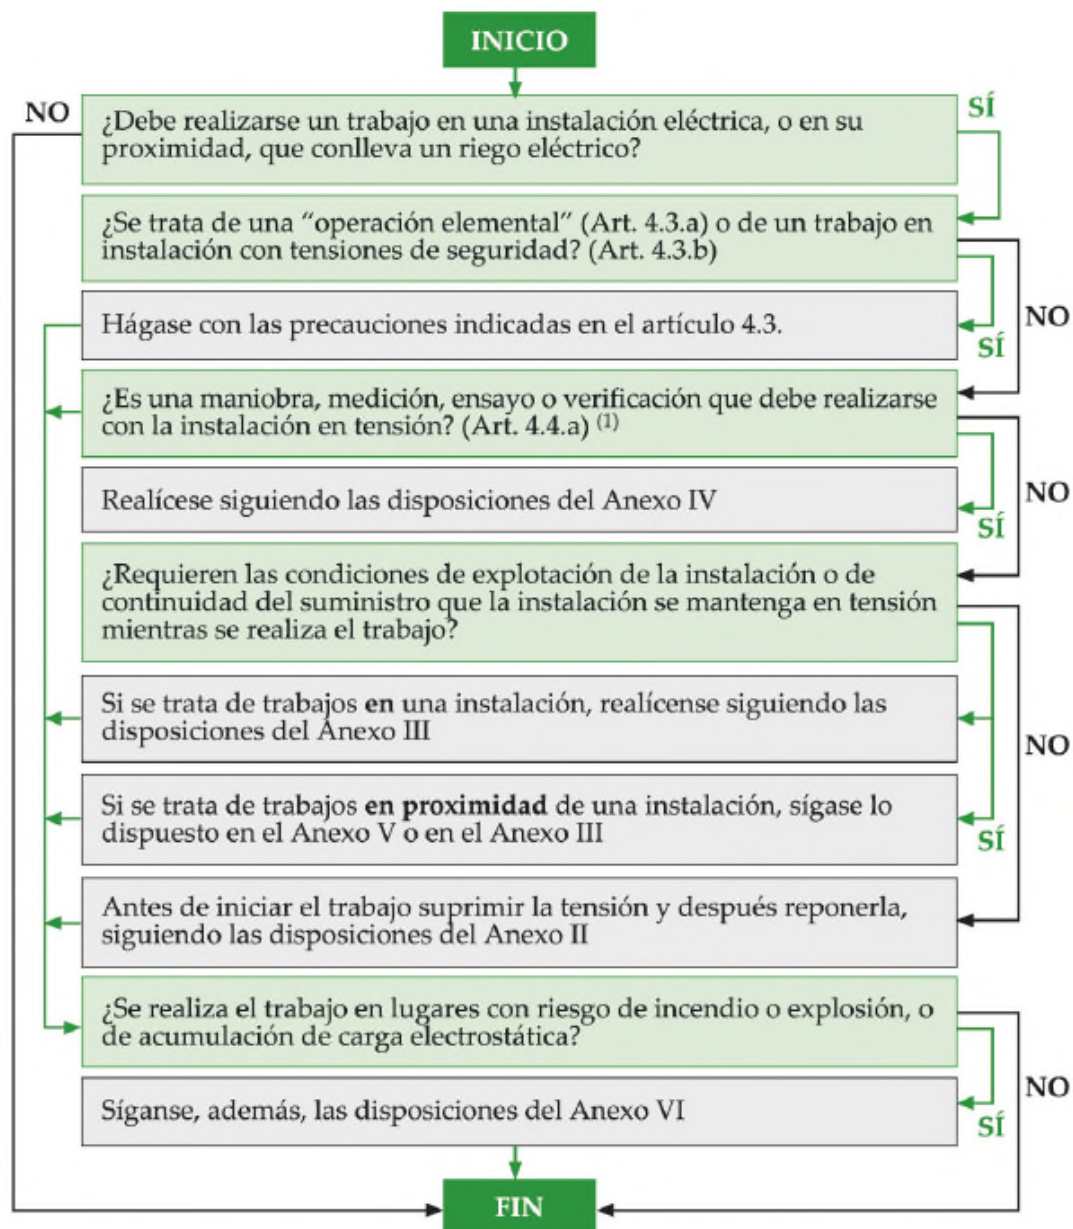 INICIO
NO
SÍ
¿Debe realizarse un trabajo en una instalación eléctrica, o en su
proximidad, que conlleva un riego eléctrico?
¿Se trata de una “operación elemental” (Art. 4.3.a) o de un trabajo en
instalación con tensiones de seguridad? (Art. 4.3.b)
NO
Hágase con las precauciones indicadas en el artículo 4.3.
SÍ
¿Es una maniobra, medición, ensayo o verificación que debe realizarse
con la instalación en tensión? (Art. 4.4.a) (1)
NO
Realícese siguiendo las disposiciones del Anexo IV
SÍ
¿Requieren las condiciones de explotación de la instalación o de
continuidad del suministro que la instalación se mantenga en tensión
mientras se realiza el trabajo?
Si se trata de trabajos en una instalación, realícense siguiendo las
disposiciones del Anexo III
NO
Si se trata de trabajos en proximidad de una instalación, sígase lo
dispuesto en el Anexo V o en el Anexo III
SÍ
Antes de iniciar el trabajo suprimir la tensión y después reponerla,
siguiendo las disposiciones del Anexo II
¿Se realiza el trabajo en lugares con riesgo de incendio o explosión, o
de acumulación de carga electrostática?
NO
Síganse, además, las disposiciones del Anexo VI
SÍ
FIN